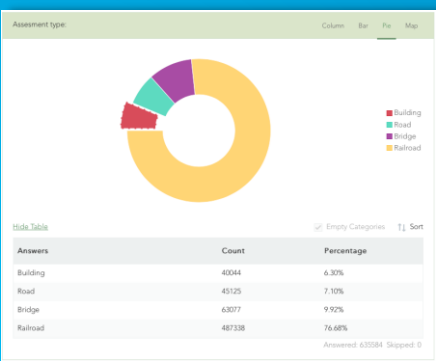 Assesment type: Column Bar Pie Map
Building
Road
Bridge
Railroad
Hide Table Empty Categories Sort
Answers Count Percentage
Building 40044 6.30%
Road 45125 7.10%
Bridge 63077 9.92%
Railroad 487338 76.68%
Answered: 635584 Skipped: 0